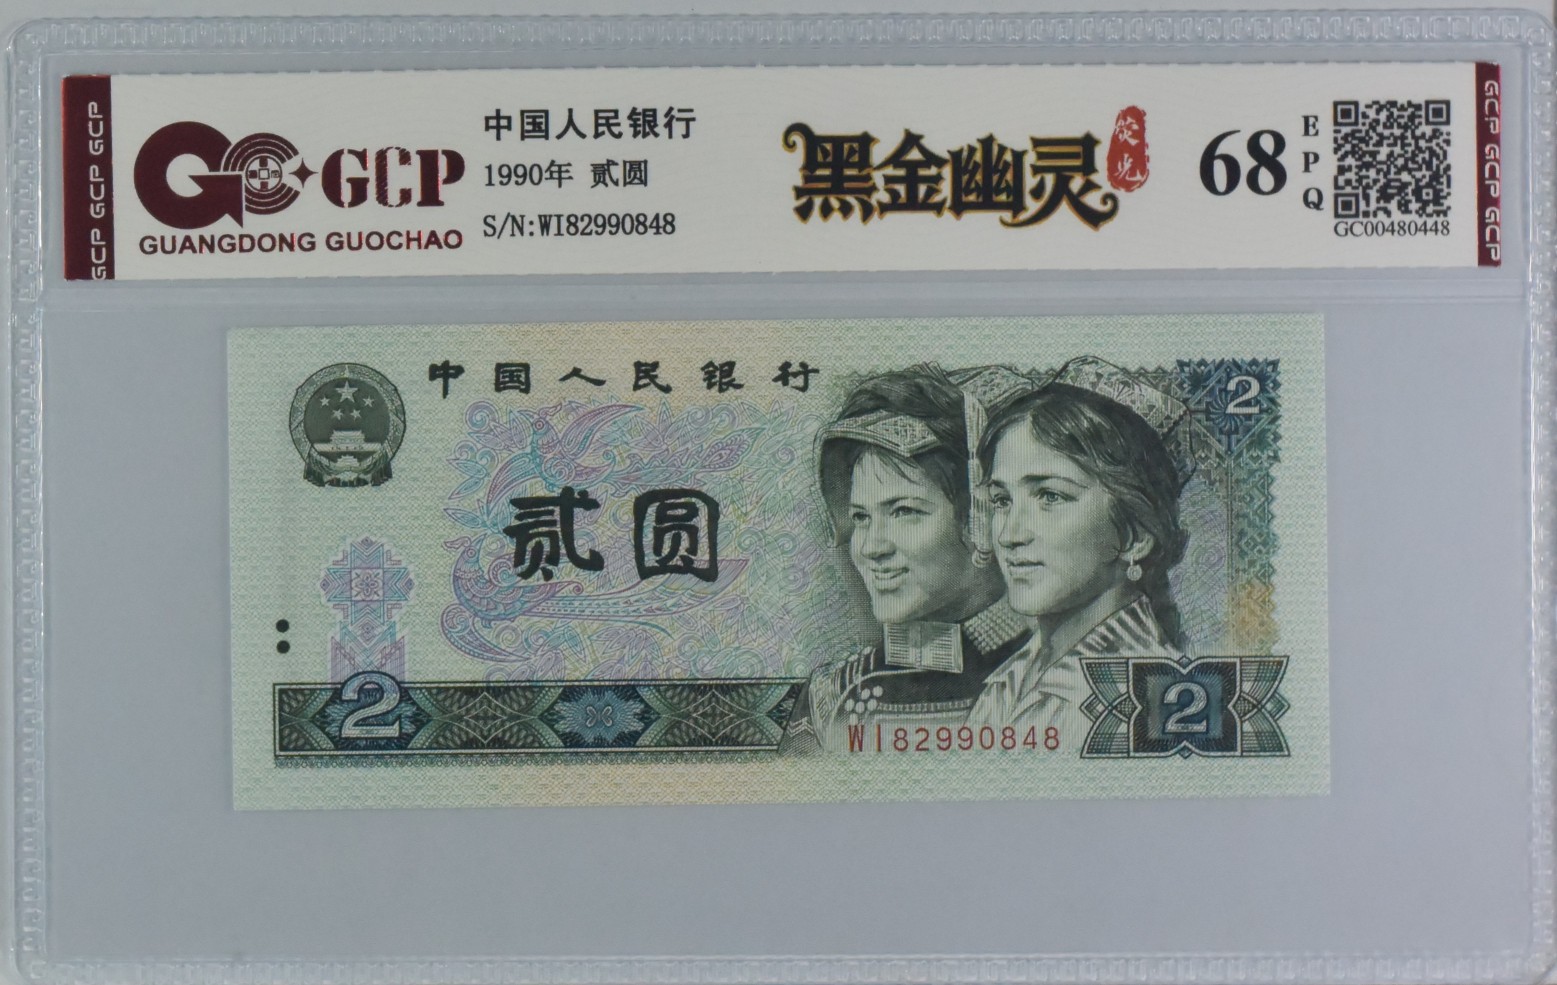 GCP GCP GCP
GCP
GUANGDONG GUOCHAO
中国人民银行
1990年 贰圆
S/N:WI82990848
黑金幽灵
荧光
68
EPQ
GC00480448
GCP GCP GCP
中国人民银行
2
贰圆
2
2
WI82990848